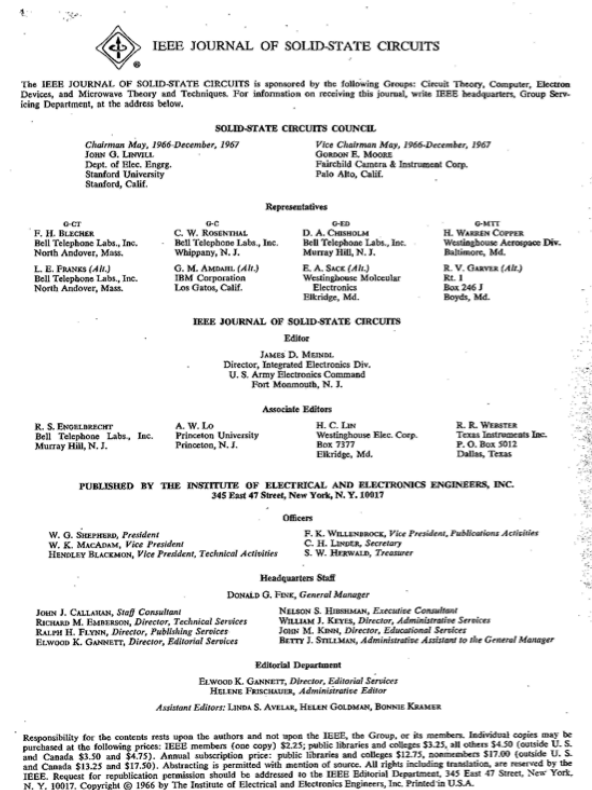 IEEE JOURNAL OF SOLID-STATE CIRCUITS
The IEEE JOURNAL OF SOLID-STATE CIRCUITS is sponsored by the following Groups: Circuit Theory, Computer, Electron
Devices, and Microwave Theory and Techniques. For information on receiving this journal, write IEEE headquarters, Group Serv-
icing Department, at the address below.
SOLID-STATE CIRCUITS COUNCIL
Chairman May, 1966-December, 1967 Vice Chairman May, 1966-December, 1967
JOHN G. LINVILL GORDON E. MOORE
Dept. of Elec. Engrg. Fairchild Camera & Instrument Corp.
Stanford University Palo Alto, Calif.
Stanford, Calif.
Representatives
G-CT G-C G-ED G-MTT
F. H. BLECHER C. W. ROSENTHAL D. A. CHISHOLM H. WARREN COPPER
Bell Telephone Labs., Inc. Bell Telephone Labs., Inc. Bell Telephone Labs., Inc. Westinghouse Aerospace Div.
North Andover, Mass. Whippany, N. J. Murray Hill, N. J. Baltimore, Md.
L. E. FRANKS (Alt.) G. M. AMDAHL (Alt.) E. A. SACK (Alt.) R. V. GARVER (Alt.)
Bell Telephone Labs., Inc. IBM Corporation Westinghouse Molecular Rt. 1
North Andover, Mass. Los Gatos, Calif. Electronics Box 246 J
Elkridge, Md. Boyds, Md.
IEEE JOURNAL OF SOLID-STATE CIRCUITS
Editor
JAMES D. MEINDL
Director, Integrated Electronics Div.
U. S. Army Electronics Command
Fort Monmouth, N. J.
Associate Editors
R. S. ENGELBRECHT A. W. LO H. C. LIN R. R. WEBSTER
Bell Telephone Labs., Inc. Princeton University Westinghouse Elec. Corp. Texas Instruments Inc.
Murray Hill, N. J. Princeton, N. J. Box 7377 P. O. Box 5012
Elkridge, Md. Dallas, Texas
PUBLISHED BY THE INSTITUTE OF ELECTRICAL AND ELECTRONICS ENGINEERS, INC.
345 East 47 Street, New York, N. Y. 10017
Officers
W. G. SHEPHERD, President F. K. WILLENBROCK, Vice President, Publications Activities
W. K. MACADAM, Vice President C. H. LINDER, Secretary
HENDLEY BLACKMON, Vice President, Technical Activities S. W. HERWALD, Treasurer
Headquarters Staff
DONALD G. FINK, General Manager
JOHN J. CALLAHAN, Staff Consultant NELSON S. HIBSHMAN, Executive Consultant
RICHARD M. EMBERSON, Director, Technical Services WILLIAM J. KEYES, Director, Administrative Services
RALPH H. FLYNN, Director, Publishing Services JOHN M. KINN, Director, Educational Services
ELWOOD K. GANNETT, Director, Editorial Services BETTY J. STILLMAN, Administrative Assistant to the General Manager
Editorial Department
ELWOOD K. GANNETT, Director, Editorial Services
HELENE FRISCHAUER, Administrative Editor
Assistant Editors: LINDA S. AVELAR, HELEN GOLDMAN, BONNIE KRAMER
Responsibility for the contents rests upon the authors and not upon the IEEE, the Group, or its members. Individual copies may be
purchased at the following prices: IEEE members (one copy) $2.25; public libraries and colleges $3.25, all others $4.50 (outside U. S.
and Canada $3.50 and $4.75). Annual subscription price: public libraries and colleges $12.75, nonmembers $17.00 (outside U. S.
and Canada $13.25 and $17.50). Abstracting is permitted with mention of source. All rights including translation, are reserved by the
IEEE. Request for republication permission should be addressed to the IEEE Editorial Department, 345 East 47 Street, New York,
N. Y. 10017. Copyright © 1966 by The Institute of Electrical and Electronics Engineers, Inc. Printed in U.S.A.